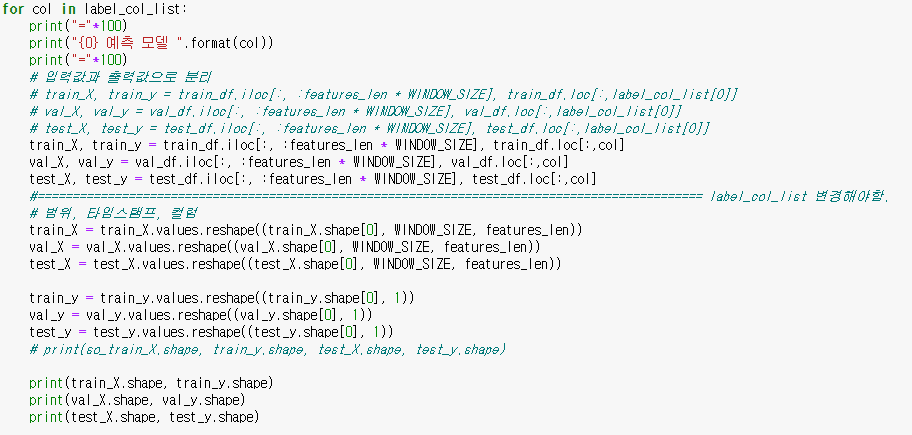 for col in label_col_list:
    print("="*100)
    print("{0} 예측 모델 ".format(col))
    print("="*100)
    # 입력값과 출력값으로 분리
    # train_X, train_y = train_df.iloc[:, :features_len * WINDOW_SIZE], train_df.loc[:,label_col_list[0]]
    # val_X, val_y = val_df.iloc[:, :features_len * WINDOW_SIZE], val_df.loc[:,label_col_list[0]]
    # test_X, test_y = test_df.iloc[:, :features_len * WINDOW_SIZE], test_df.loc[:,label_col_list[0]]
    train_X, train_y = train_df.iloc[:, :features_len * WINDOW_SIZE], train_df.loc[:,col]
    val_X, val_y = val_df.iloc[:, :features_len * WINDOW_SIZE], val_df.loc[:,col]
    test_X, test_y = test_df.iloc[:, :features_len * WINDOW_SIZE], test_df.loc[:,col]
    #=============================================================================================== label_col_list 변경해야함.
    # 범위, 타임스탬프, 컬럼
    train_X = train_X.values.reshape((train_X.shape[0], WINDOW_SIZE, features_len))
    val_X = val_X.values.reshape((val_X.shape[0], WINDOW_SIZE, features_len))
    test_X = test_X.values.reshape((test_X.shape[0], WINDOW_SIZE, features_len))

    train_y = train_y.values.reshape((train_y.shape[0], 1))
    val_y = val_y.values.reshape((val_y.shape[0], 1))
    test_y = test_y.values.reshape((test_y.shape[0], 1))
    # print(so_train_X.shape, train_y.shape, test_X.shape, test_y.shape)

    print(train_X.shape, train_y.shape)
    print(val_X.shape, val_y.shape)
    print(test_X.shape, test_y.shape)